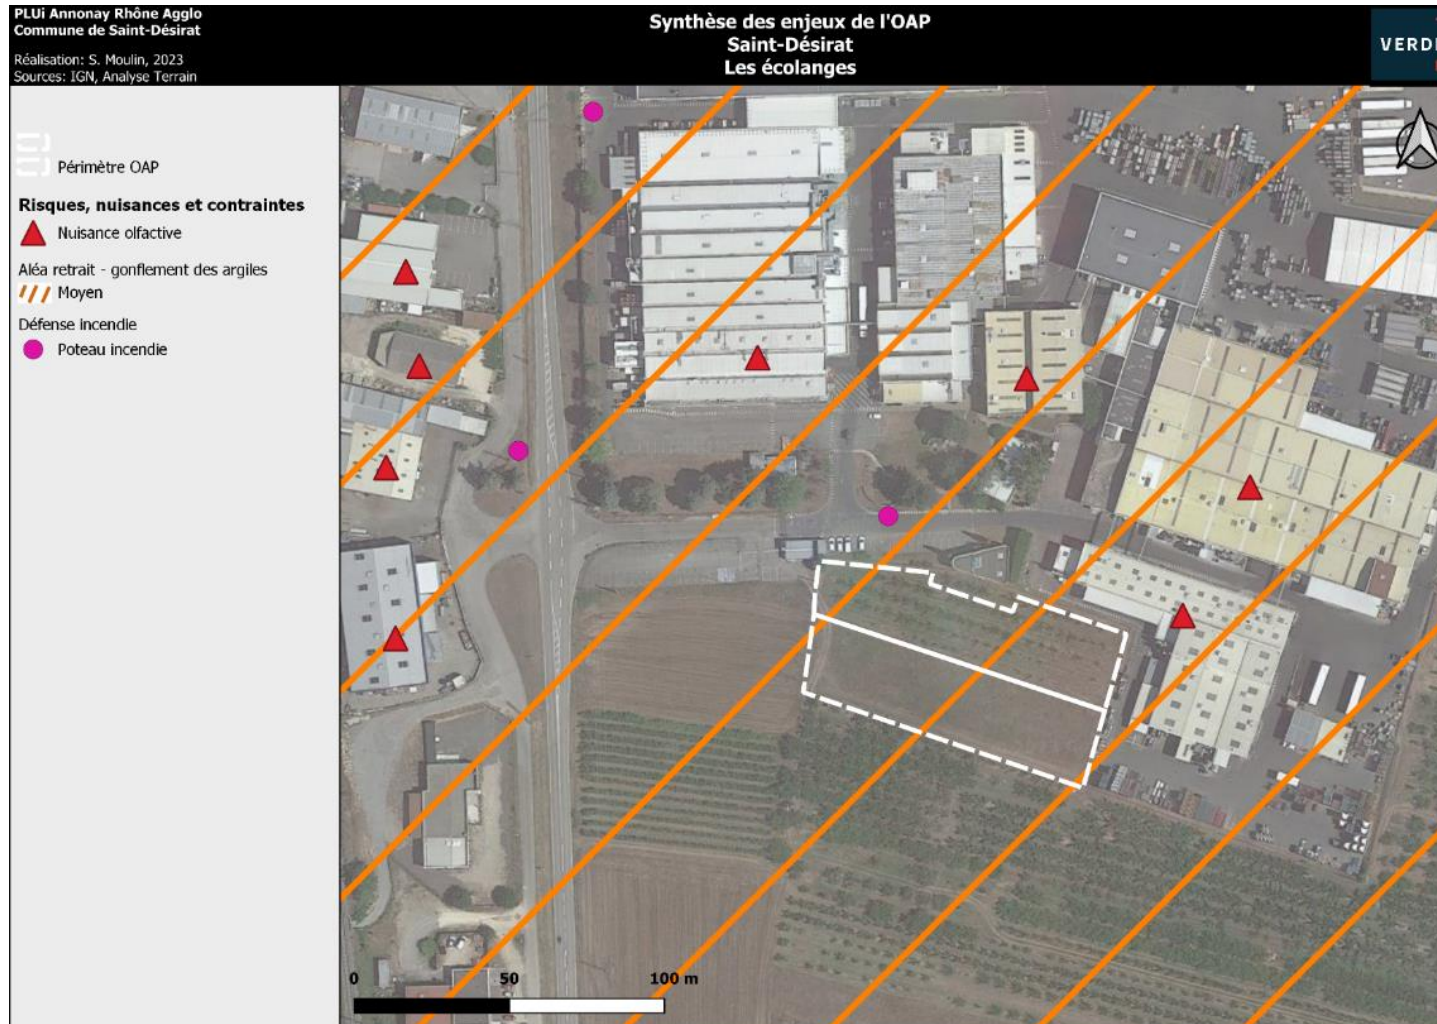 PLUi Annonay Rhône Agglo
Commune de Saint-Désirat
Réalisation: S. Moulin, 2023
Sources: IGN, Analyse Terrain
Synthèse des enjeux de l'OAP
Saint-Désirat
Les écolanges
Périmètre OAP
Risques, nuisances et contraintes
Nuisance olfactive
Aléa retrait - gonflement des argiles
Moyen
Défense incendie
Poteau incendie
0 50 100 m